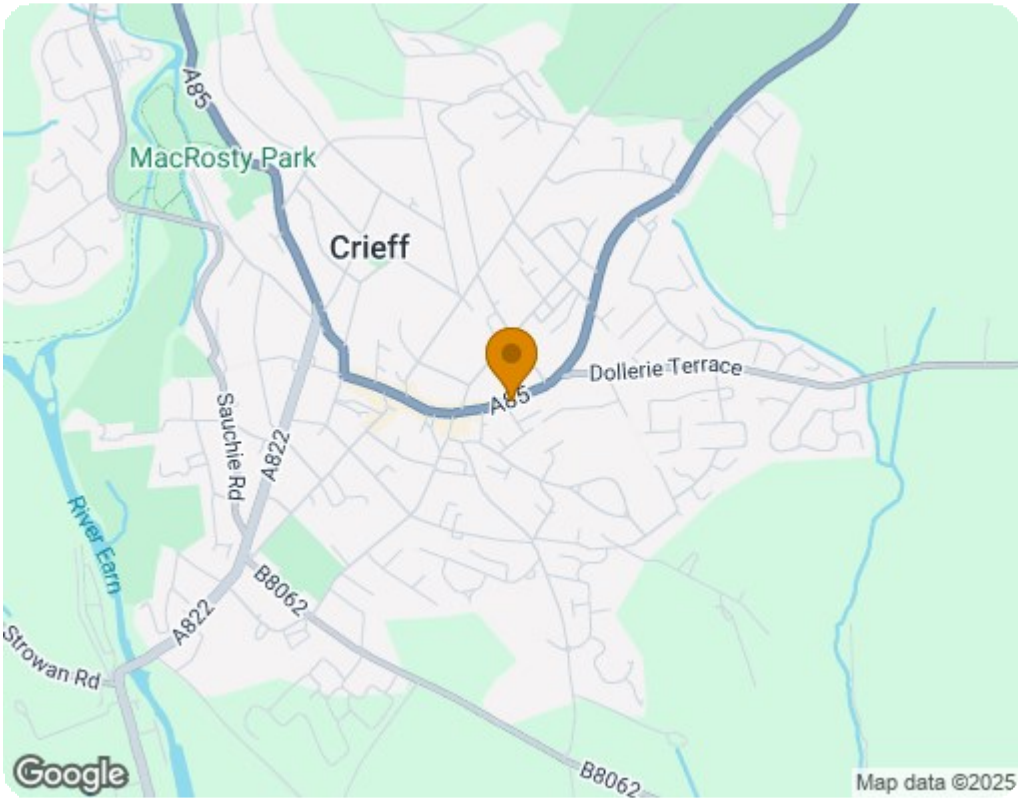 A85
MacRosty Park
Crieff
Dollerie Terrace
A85
Sauchie Rd
A822
River Earn
B8062
A822
Strowan Rd
B8062
Google
Map data ©2025